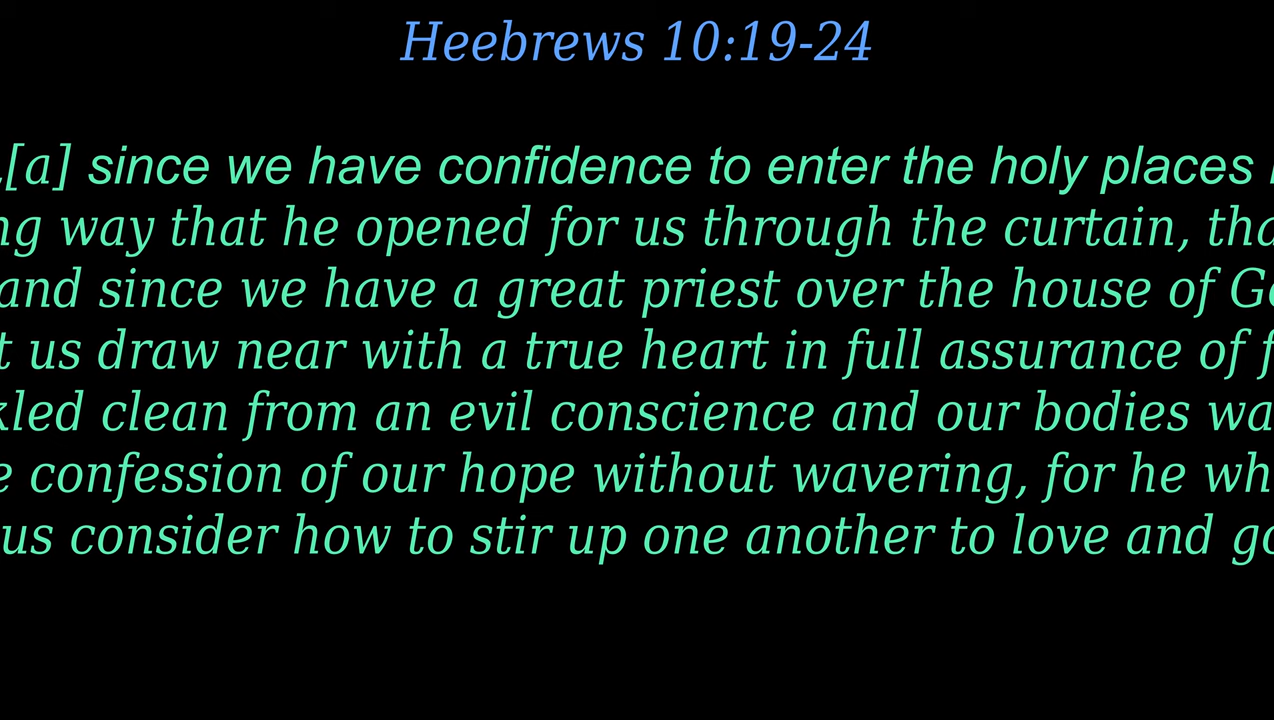 Heebrews 10:19-24
,[a] since we have confidence to enter the holy places
ng way that he opened for us through the curtain, tha
and since we have a great priest over the house of Go
t us draw near with a true heart in full assurance of f
kled clean from an evil conscience and our bodies wa
e confession of our hope without wavering, for he wh
us consider how to stir up one another to love and go